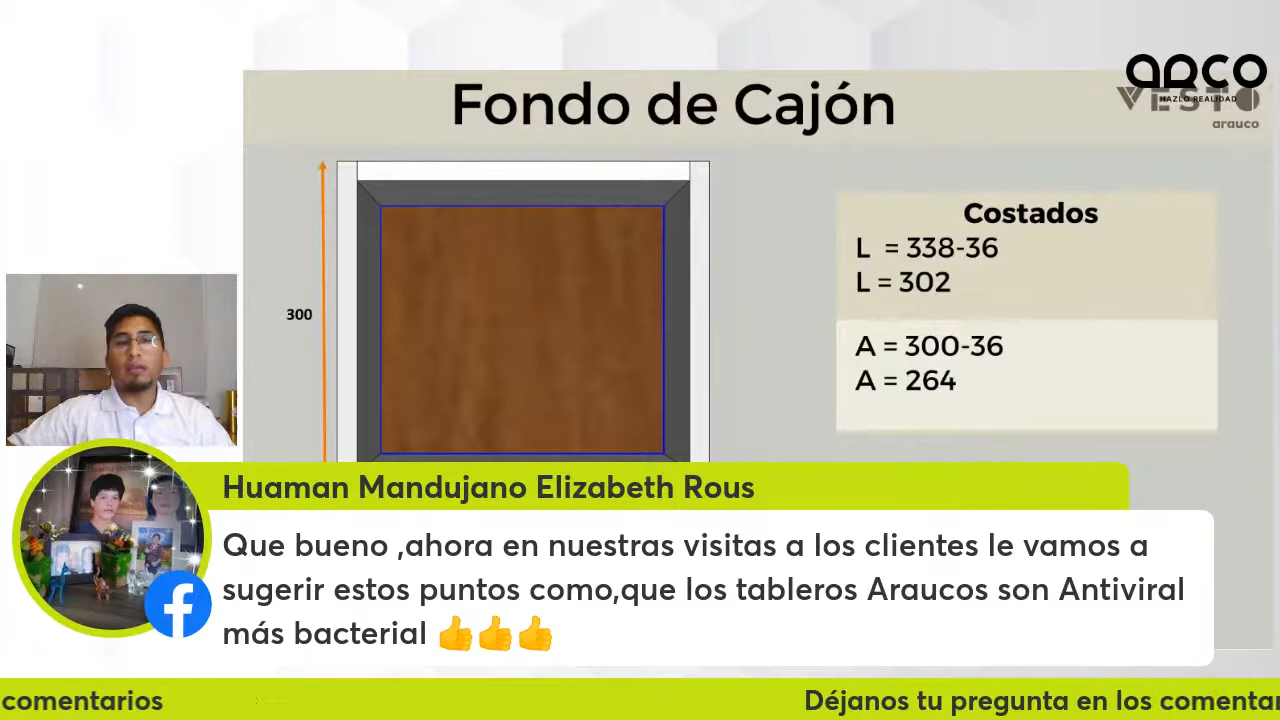 Fondo de Cajón
ARCO
HAZLO REALIDAD
VESTO
arauco
300
Costados
L = 338-36
L = 302
A = 300-36
A = 264
Huaman Mandujano Elizabeth Rous
Que bueno ,ahora en nuestras visitas a los clientes le vamos a
sugerir estos puntos como,que los tableros Araucos son Antiviral
más bacterial 👍👍👍
comentarios
Déjanos tu pregunta en los comentar